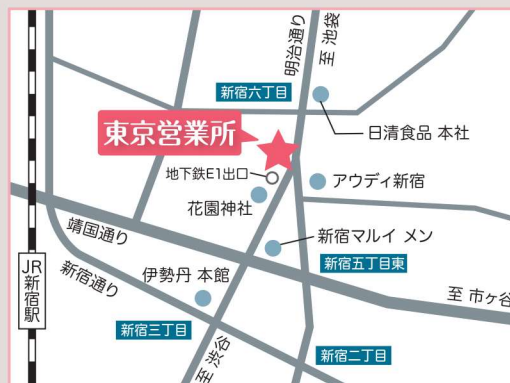 明治通り
至 池袋
新宿六丁目
日清食品 本社
東京営業所
地下鉄E1出口
アウディ新宿
花園神社
靖国通り
新宿マルイ メン
新宿五丁目東
JR新宿駅
新宿通り
伊勢丹 本館
至 市ヶ谷
新宿三丁目
至 渋谷
新宿二丁目